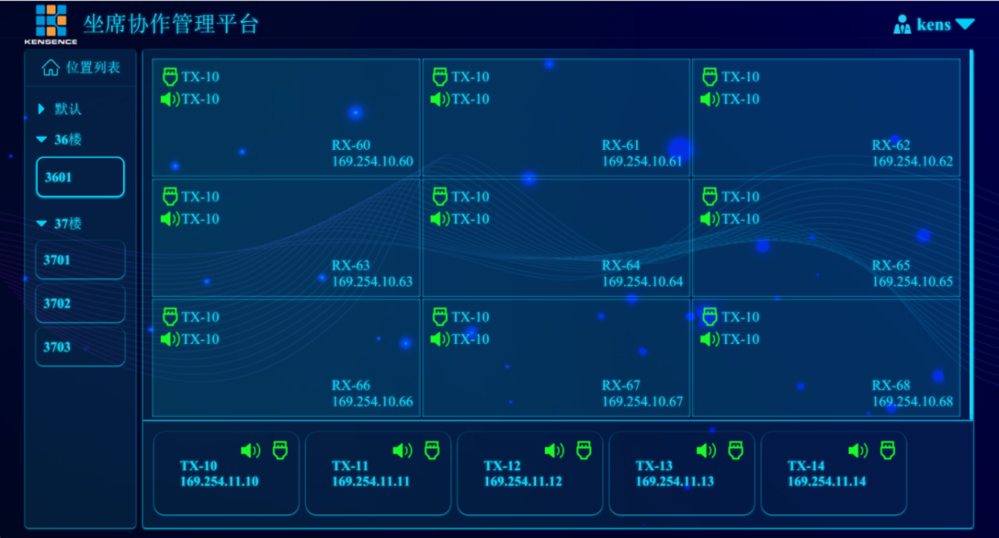 KENSENCE
坐席协作管理平台
kens
位置列表
默认
36楼
3601
37楼
3701
3702
3703
TX-10
TX-10
RX-60
169.254.10.60
TX-10
TX-10
RX-61
169.254.10.61
TX-10
TX-10
RX-62
169.254.10.62
TX-10
TX-10
RX-63
169.254.10.63
TX-10
TX-10
RX-64
169.254.10.64
TX-10
TX-10
RX-65
169.254.10.65
TX-10
TX-10
RX-66
169.254.10.66
TX-10
TX-10
RX-67
169.254.10.67
TX-10
TX-10
RX-68
169.254.10.68
TX-10
169.254.11.10
TX-11
169.254.11.11
TX-12
169.254.11.12
TX-13
169.254.11.13
TX-14
169.254.11.14